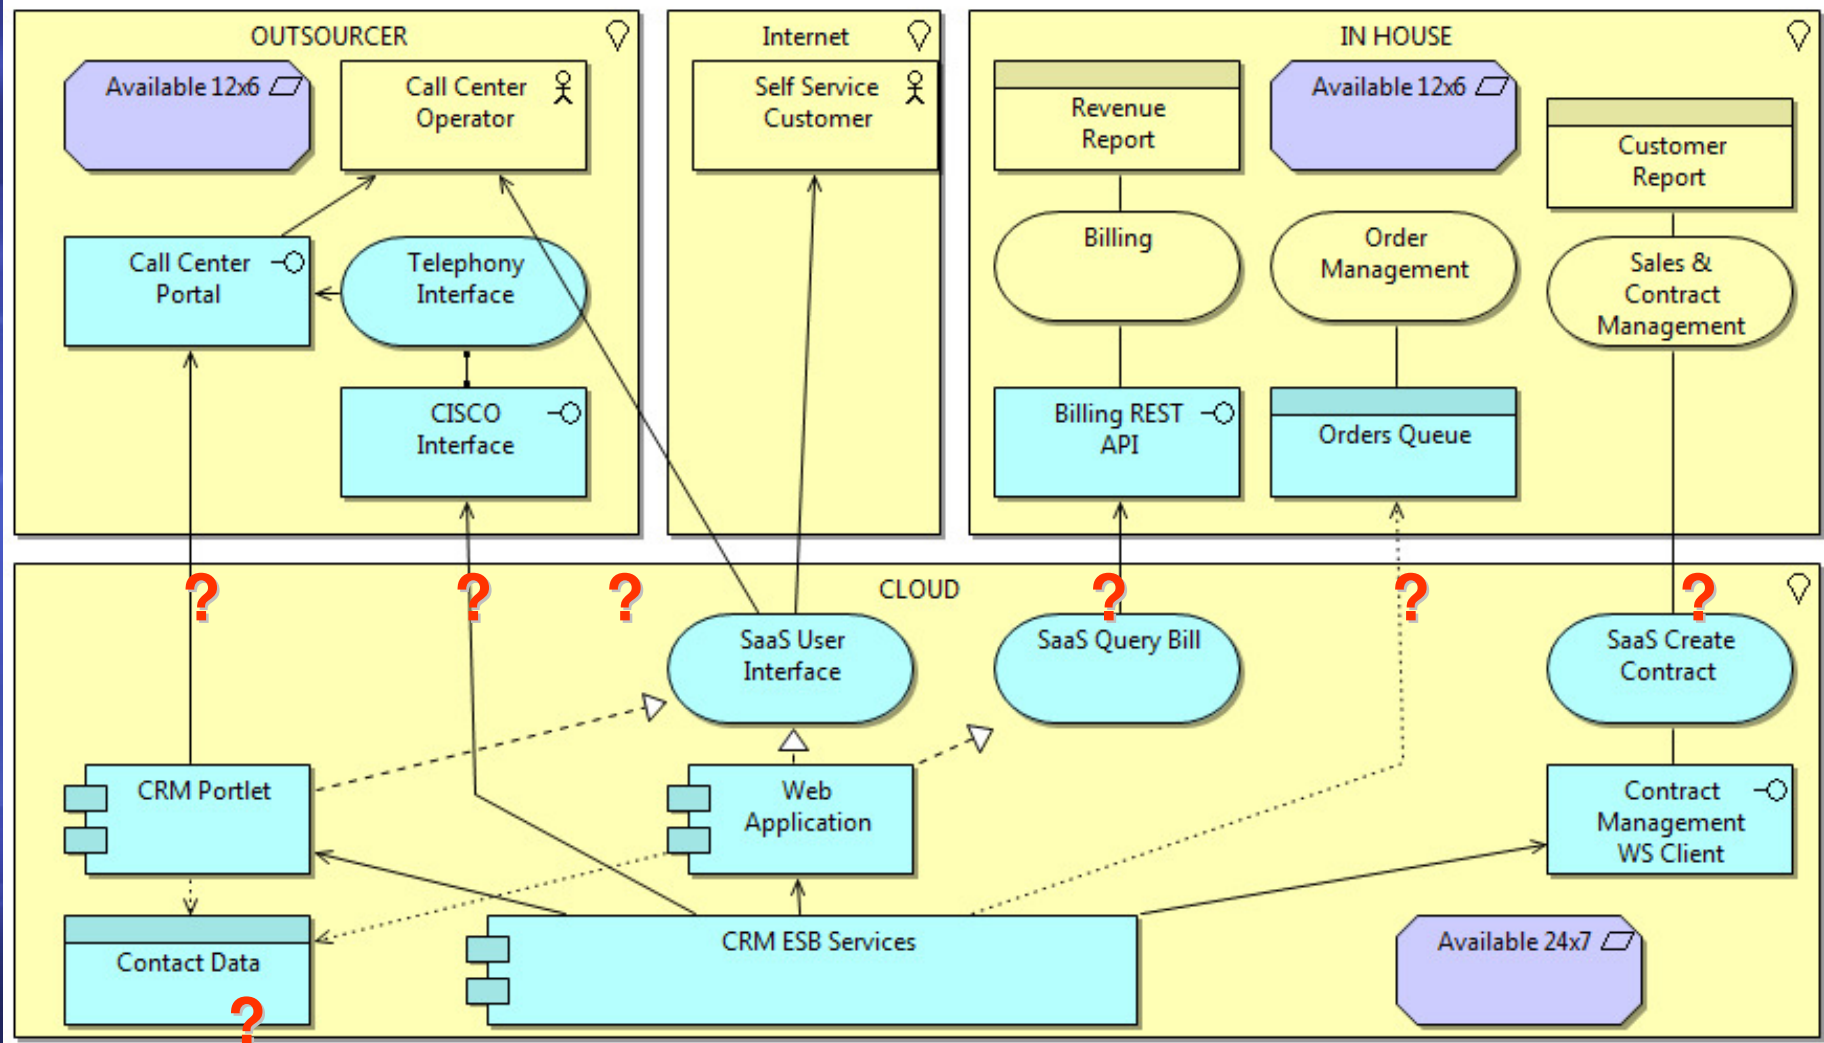 OUTSOURCER
Available 12x6
Call Center
Operator
Call Center
Portal
Telephony
Interface
CISCO
Interface
Internet
Self Service
Customer
IN HOUSE
Revenue
Report
Available 12x6
Customer
Report
Billing
Order
Management
Sales &
Contract
Management
Billing REST
API
Orders Queue
CLOUD
? ? ? ? ? ?
SaaS User
Interface
SaaS Query Bill
SaaS Create
Contract
CRM Portlet
Web
Application
Contract
Management
WS Client
Contact Data
?
CRM ESB Services
Available 24x7